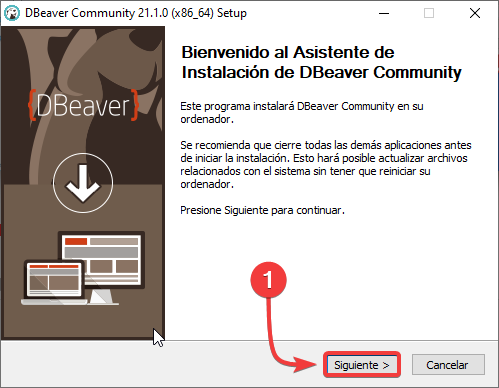 DBeaver Community 21.1.0 (x86_64) Setup
{DBeaver}
Bienvenido al Asistente de
Instalación de DBeaver Community
Este programa instalará DBeaver Community en su
ordenador.
Se recomienda que cierre todas las demás aplicaciones antes
de iniciar la instalación. Esto hará posible actualizar archivos
relacionados con el sistema sin tener que reiniciar su
ordenador.
Presione Siguiente para continuar.
1
Siguiente >
Cancelar